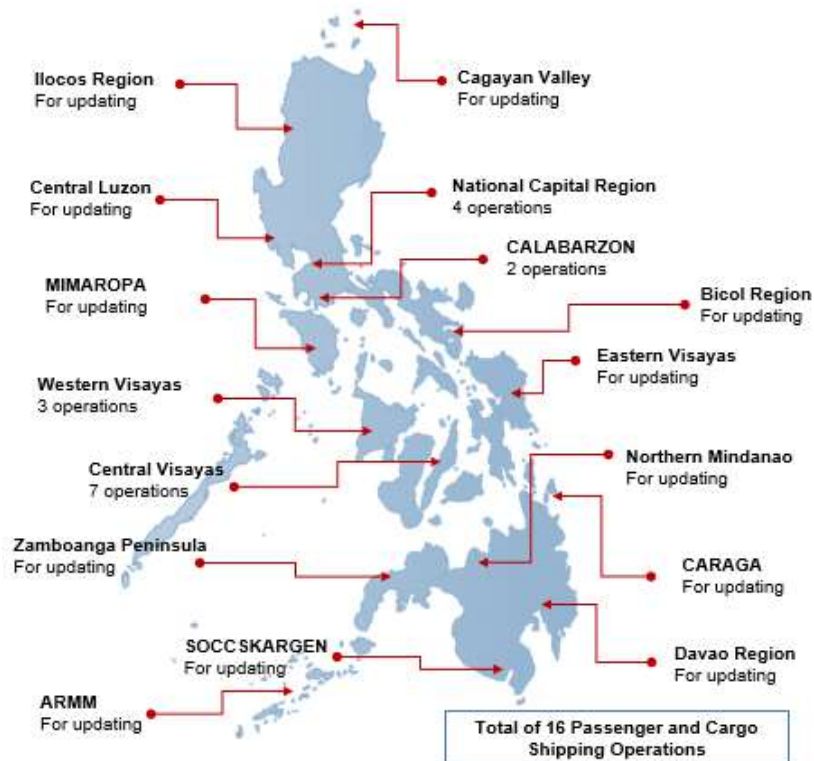 Ilocos Region
For updating
Cagayan Valley
For updating
Central Luzon
For updating
National Capital Region
4 operations
CALABARZON
2 operations
MIMAROPA
For updating
Bicol Region
For updating
Eastern Visayas
For updating
Western Visayas
3 operations
Northern Mindanao
For updating
Central Visayas
7 operations
Zamboanga Peninsula
For updating
CARAGA
For updating
SOCCSKARGEN
For updating
Davao Region
For updating
ARMM
For updating
Total of 16 Passenger and Cargo
Shipping Operations